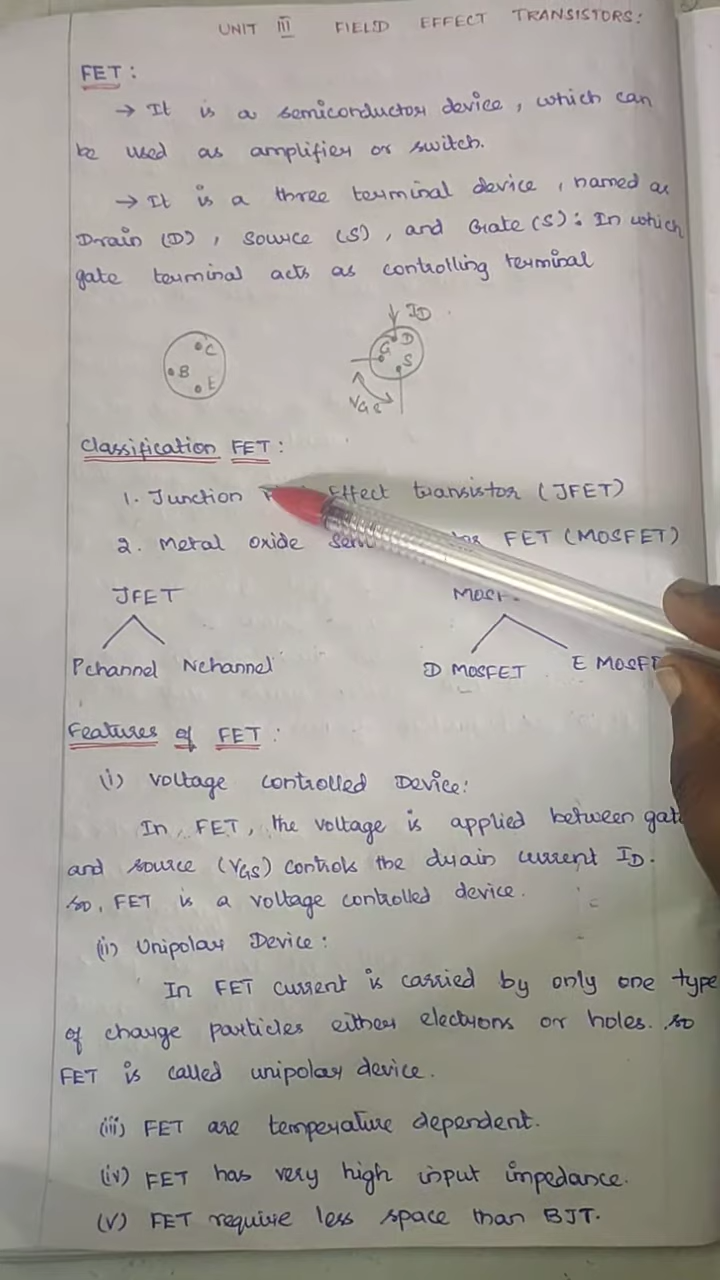 UNIT III FIELD EFFECT TRANSISTORS:
FET:
→ It is a semiconductor device, which can
be used as amplifier or switch.
→ It is a three terminal device, named as
Drain (D), Source (S), and Gate (S): In which
gate terminal acts as controlling terminal
C
B
E
ID
D
G
S
VGS
Classification FET:
1. Junction Effect transistor (JFET)
2. Metal oxide FET (MOSFET)
JFET
P channel N channel
D MOSFET E MOSF
Features of FET:
(i) Voltage controlled Device:
In, FET, the voltage is applied between gat
and source (VGS) controls the drain current ID.
so, FET is a voltage controlled device.
(ii) Unipolar Device:
In FET current is carried by only one type
of charge particles either electrons or holes. so
FET is called unipolar device.
(iii) FET are temperature dependent.
(iv) FET has very high input impedance.
(v) FET require less space than BJT.